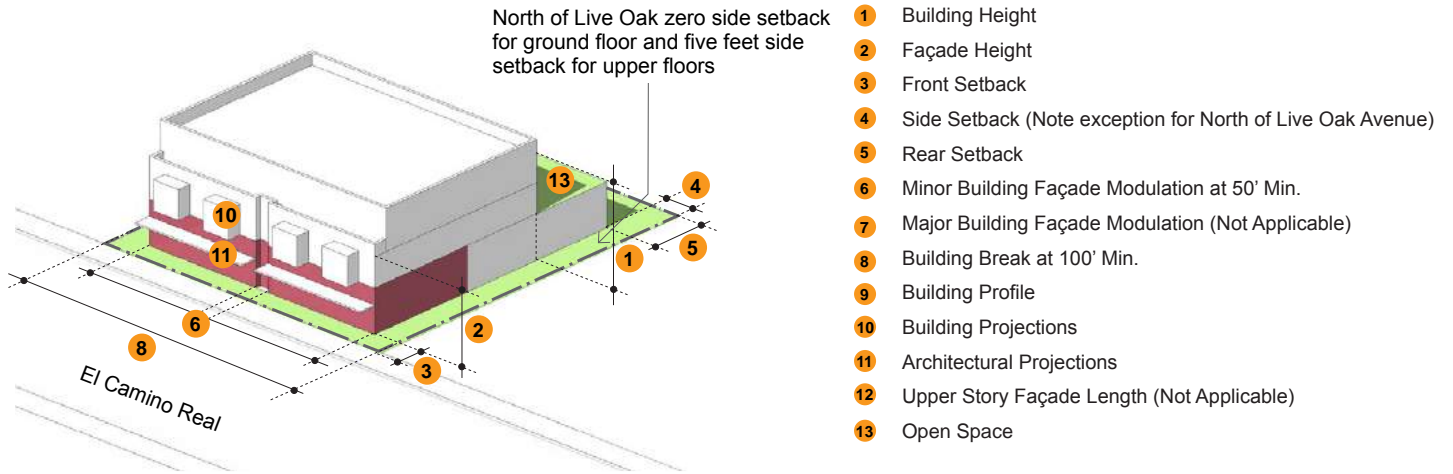 North of Live Oak zero side setback
for ground floor and five feet side
setback for upper floors
13
4
10
11
5
1
6
2
8
3
El Camino Real
1 Building Height
2 Façade Height
3 Front Setback
4 Side Setback (Note exception for North of Live Oak Avenue)
5 Rear Setback
6 Minor Building Façade Modulation at 50’ Min.
7 Major Building Façade Modulation (Not Applicable)
8 Building Break at 100’ Min.
9 Building Profile
10 Building Projections
11 Architectural Projections
12 Upper Story Façade Length (Not Applicable)
13 Open Space